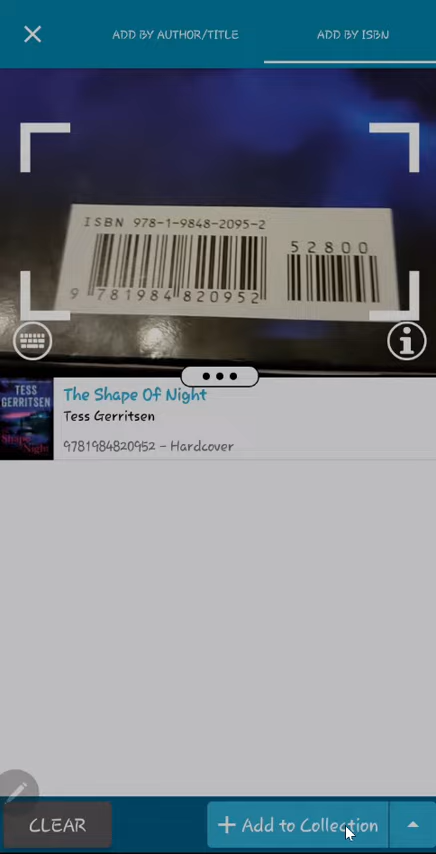 ADD BY AUTHOR/TITLE
ADD BY ISBN
ISBN 978-1-9848-2095-2
52800
9 781984 820952
TESS
GERRITSEN
The Shape Of Night
Tess Gerritsen
9781984820952 - Hardcover
CLEAR
+ Add to Collection